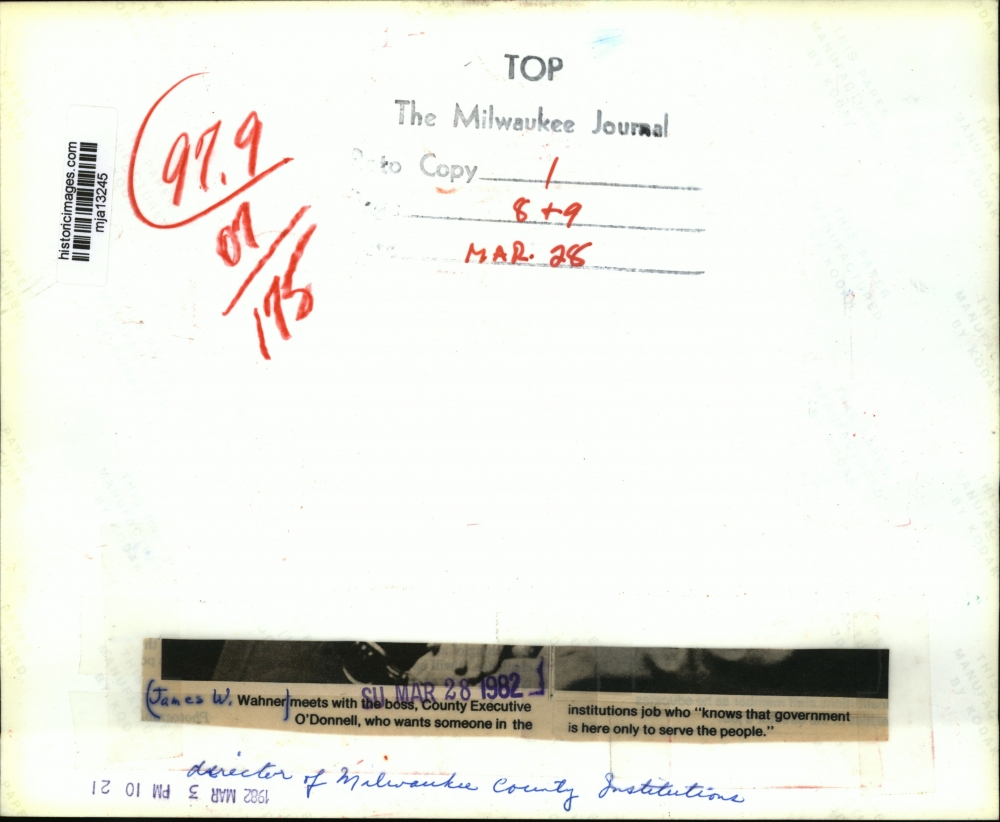 TOP
The Milwaukee Journal
Copy 1
8 + 9
MAR. 28
97.9
07/175
historicimages.com
mja13245
SU MAR 28 1982
(James W. Wahner) meets with the boss, County Executive
O'Donnell, who wants someone in the
institutions job who "knows that government
is here only to serve the people."
director of Milwaukee County Institutions
1982 MAR 3 PM 10 21